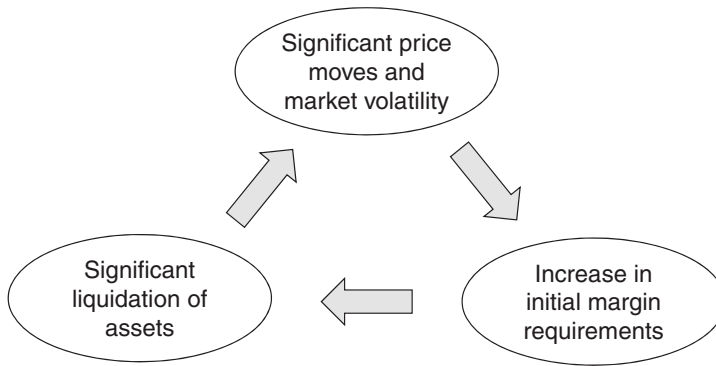 Significant price
moves and
market volatility
Significant
liquidation of
assets
Increase in
initial margin
requirements